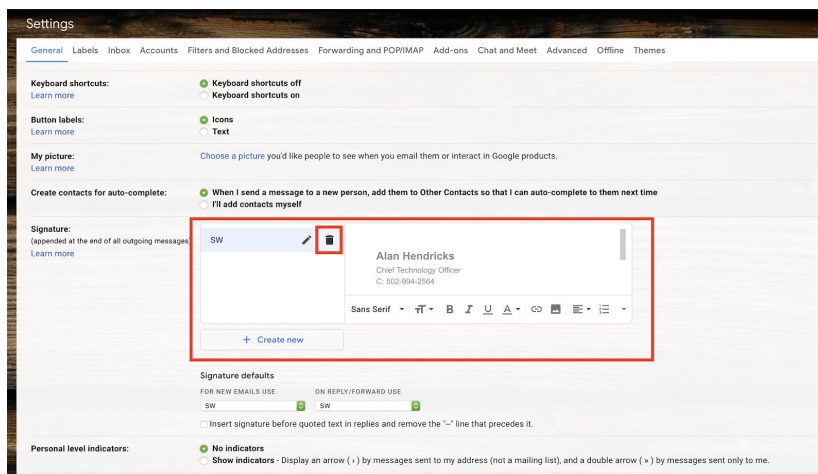 Settings
General Labels Inbox Accounts Filters and Blocked Addresses Forwarding and POP/IMAP Add-ons Chat and Meet Advanced Offline Themes
Keyboard shortcuts:
Learn more
Keyboard shortcuts off
Keyboard shortcuts on
Button labels:
Learn more
Icons
Text
My picture:
Learn more
Choose a picture you'd like people to see when you email them or interact in Google products.
Create contacts for auto-complete:
When I send a message to a new person, add them to Other Contacts so that I can auto-complete to them next time
I'll add contacts myself
Signature:
(appended at the end of all outgoing messages)
Learn more
SW
Alan Hendricks
Chief Technology Officer
C: 502-994-2564
Sans Serif B I U A
+ Create new
Signature defaults
FOR NEW EMAILS USE ON REPLY/FORWARD USE
SW SW
Insert signature before quoted text in replies and remove the "--" line that precedes it.
Personal level indicators:
No indicators
Show indicators - Display an arrow ( › ) by messages sent to my address (not a mailing list), and a double arrow ( » ) by messages sent only to me.